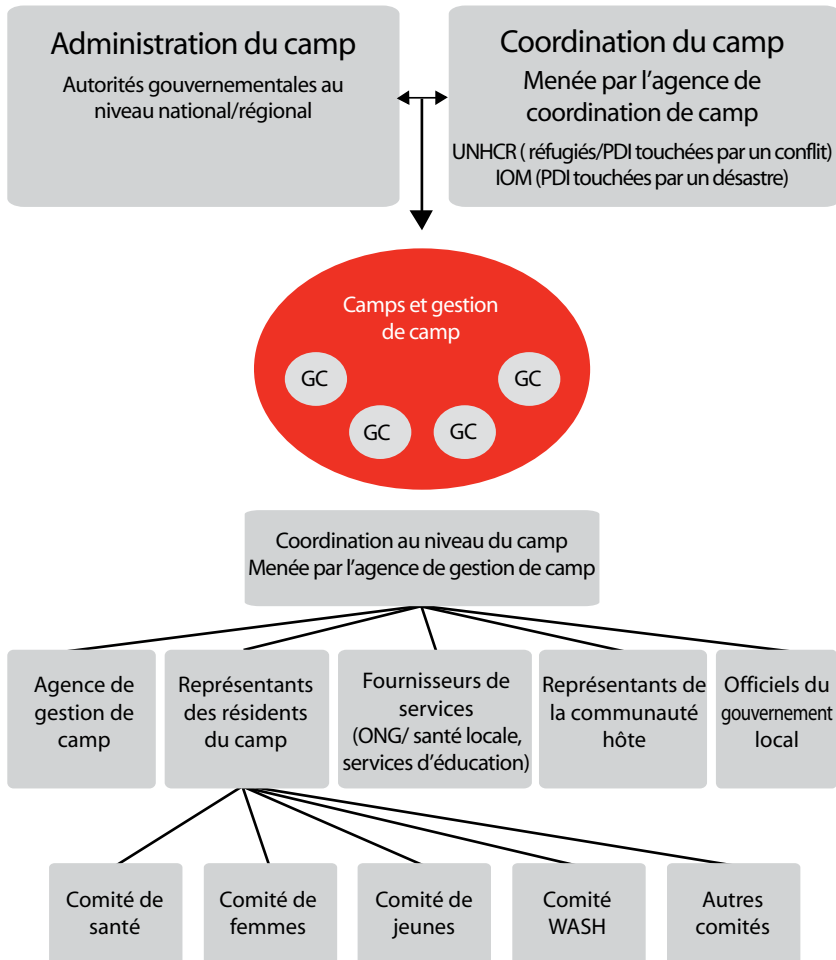 Administration du camp
Autorités gouvernementales au
niveau national/régional
Coordination du camp
Menée par l'agence de
coordination de camp
UNHCR ( réfugiés/PDI touchées par un conflit)
IOM (PDI touchées par un désastre)
Camps et gestion
de camp
GC
GC
GC
GC
Coordination au niveau du camp
Menée par l'agence de gestion de camp
Agence de
gestion de
camp
Représentants
des résidents
du camp
Fournisseurs de
services
(ONG/ santé locale,
services d'éducation)
Représentants de
la communauté
hôte
Officiels du
gouvernement
local
Comité de
santé
Comité de
femmes
Comité de
jeunes
Comité
WASH
Autres
comités